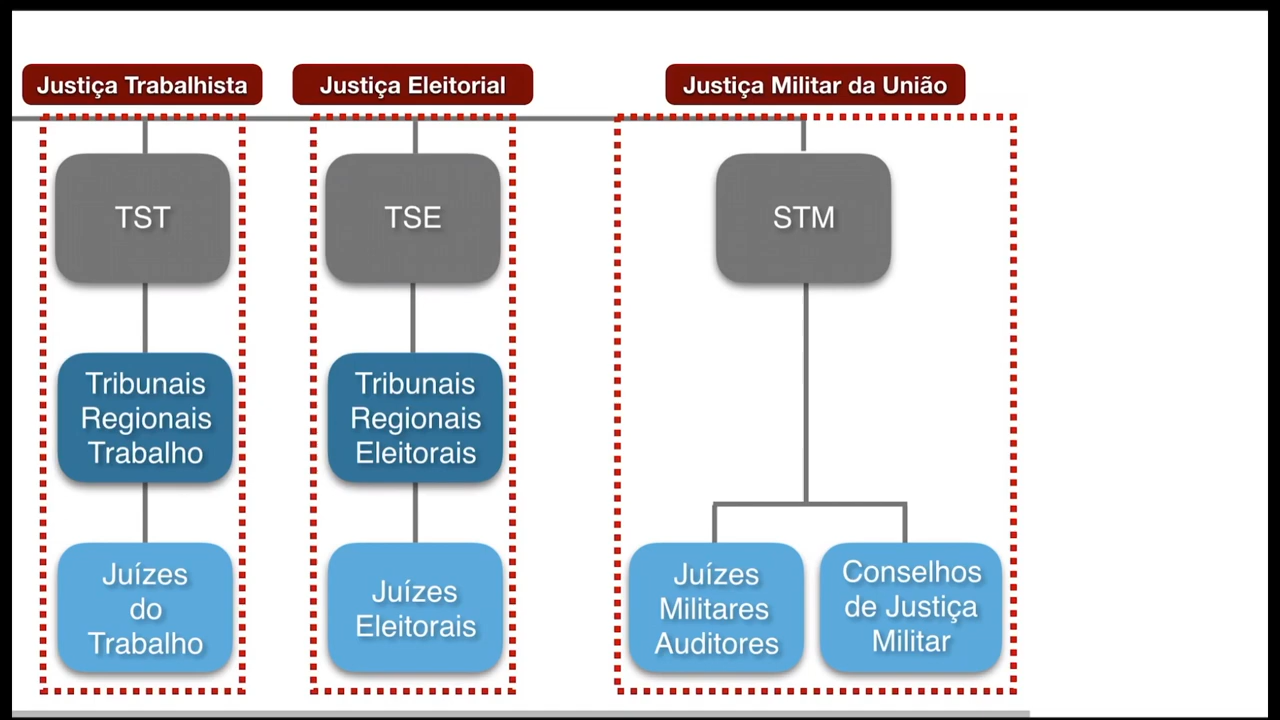 Justiça Trabalhista
Justiça Eleitorial
Justiça Militar da União
TST
TSE
STM
Tribunais
Regionais
Trabalho
Tribunais
Regionais
Eleitorais
Juízes
do
Trabalho
Juízes
Eleitorais
Juízes
Militares
Auditores
Conselhos
de Justiça
Militar